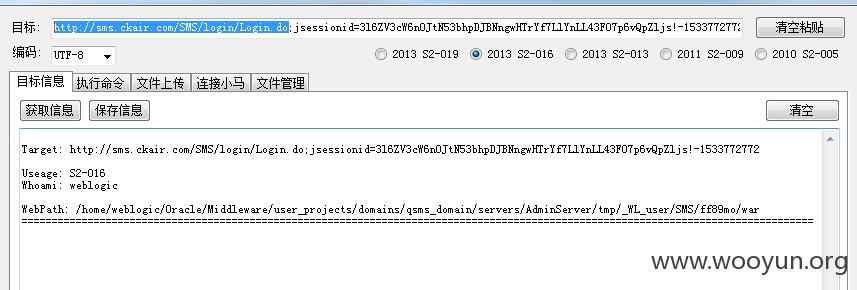 目标: http://sms.ckair.com/SMS/login/Login.do;jsessionid=3l6ZV3cW6nOJtN53bhpDJBNngwHTrYf7LlYnLL43FO7p6vQpZljs!-1533772772 清空粘贴
编码: UTF-8 2013 S2-019 2013 S2-016 2013 S2-013 2011 S2-009 2010 S2-005
目标信息 执行命令 文件上传 连接小马 文件管理
获取信息 保存信息 清空
Target: http://sms.ckair.com/SMS/login/Login.do;jsessionid=3l6ZV3cW6nOJtN53bhpDJBNngwHTrYf7LlYnLL43FO7p6vQpZljs!-1533772772
Useage: S2-016
Whoami: weblogic
WebPath: /home/weblogic/Oracle/Middleware/user_projects/domains/qsms_domain/servers/AdminServer/tmp/_WL_user/SMS/ff89mo/war
www.wooyun.org